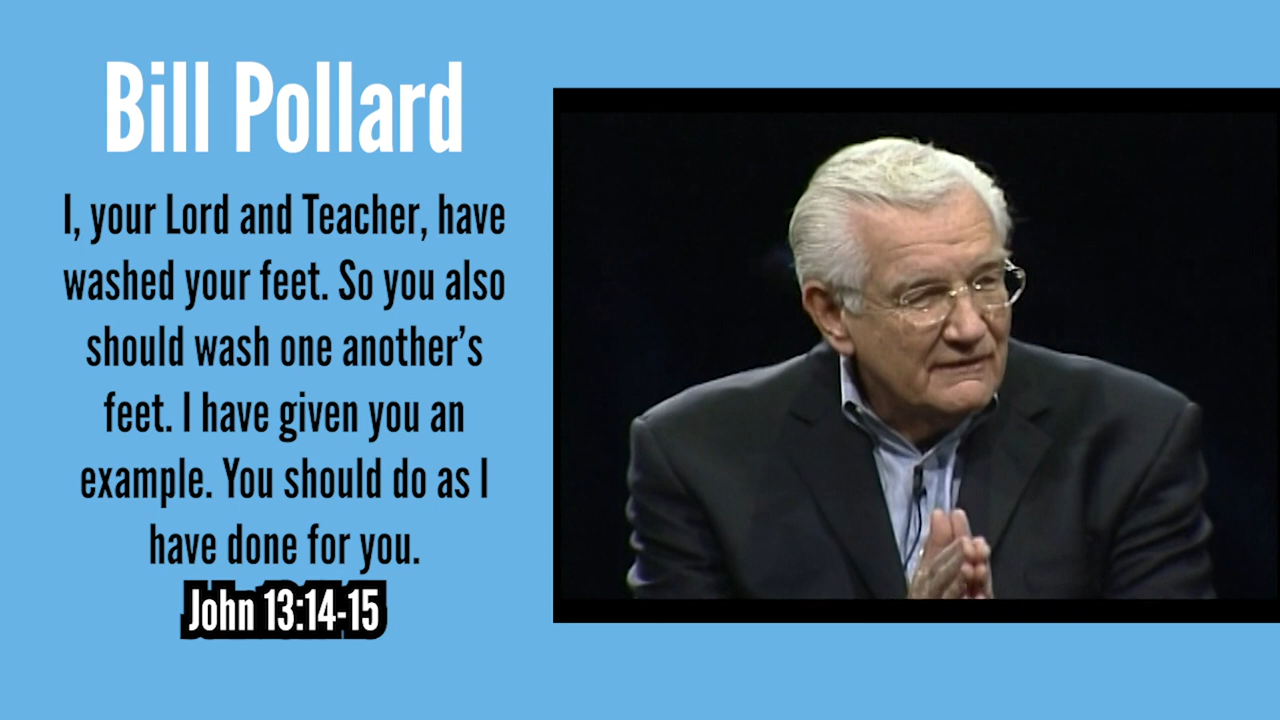 Bill Pollard
I, your Lord and Teacher, have
washed your feet. So you also
should wash one another’s
feet. I have given you an
example. You should do as I
have done for you.
John 13:14-15